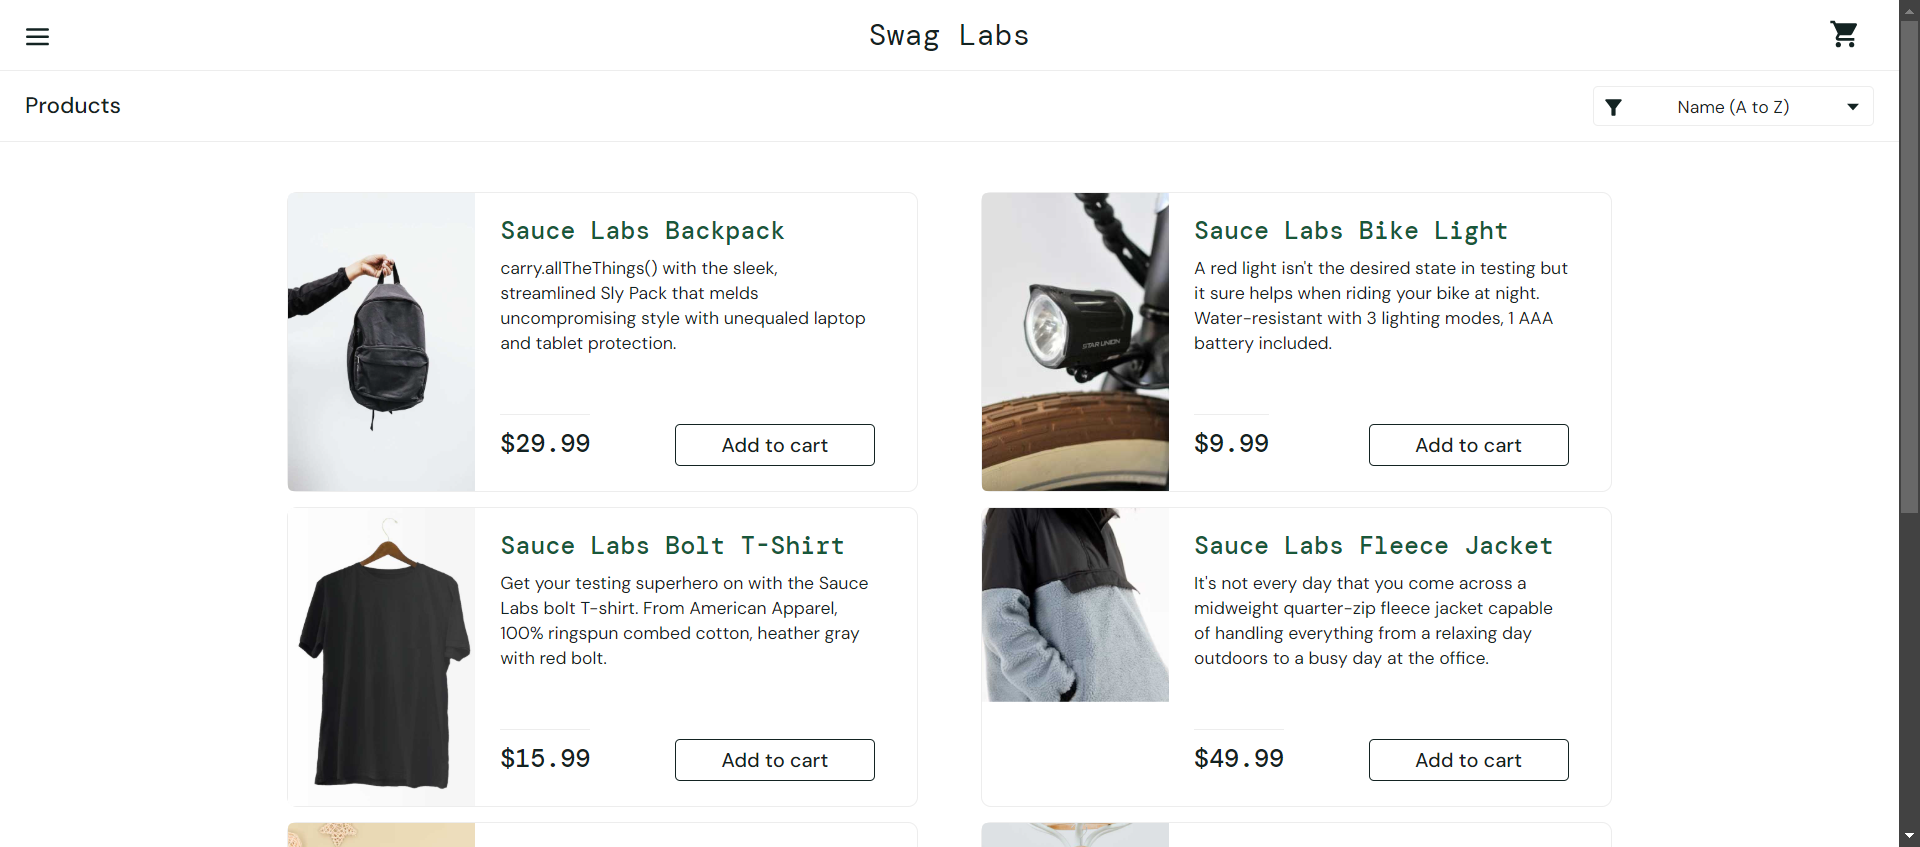 Swag Labs
Products
Name (A to Z)
Sauce Labs Backpack
carry.allTheThings() with the sleek,
streamlined Sly Pack that melds
uncompromising style with unequaled laptop
and tablet protection.
$29.99
Add to cart
Sauce Labs Bike Light
A red light isn't the desired state in testing but
it sure helps when riding your bike at night.
Water-resistant with 3 lighting modes, 1 AAA
battery included.
STAR UNION
$9.99
Add to cart
Sauce Labs Bolt T-Shirt
Get your testing superhero on with the Sauce
Labs bolt T-shirt. From American Apparel,
100% ringspun combed cotton, heather gray
with red bolt.
$15.99
Add to cart
Sauce Labs Fleece Jacket
It's not every day that you come across a
midweight quarter-zip fleece jacket capable
of handling everything from a relaxing day
outdoors to a busy day at the office.
$49.99
Add to cart